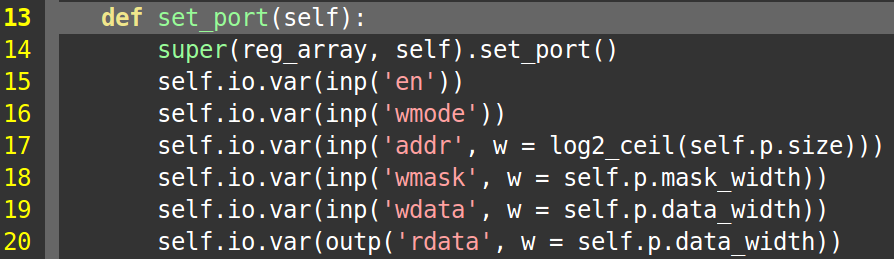 13 def set_port(self):
14 super(reg_array, self).set_port()
15 self.io.var(inp('en'))
16 self.io.var(inp('wmode'))
17 self.io.var(inp('addr', w = log2_ceil(self.p.size)))
18 self.io.var(inp('wmask', w = self.p.mask_width))
19 self.io.var(inp('wdata', w = self.p.data_width))
20 self.io.var(outp('rdata', w = self.p.data_width))